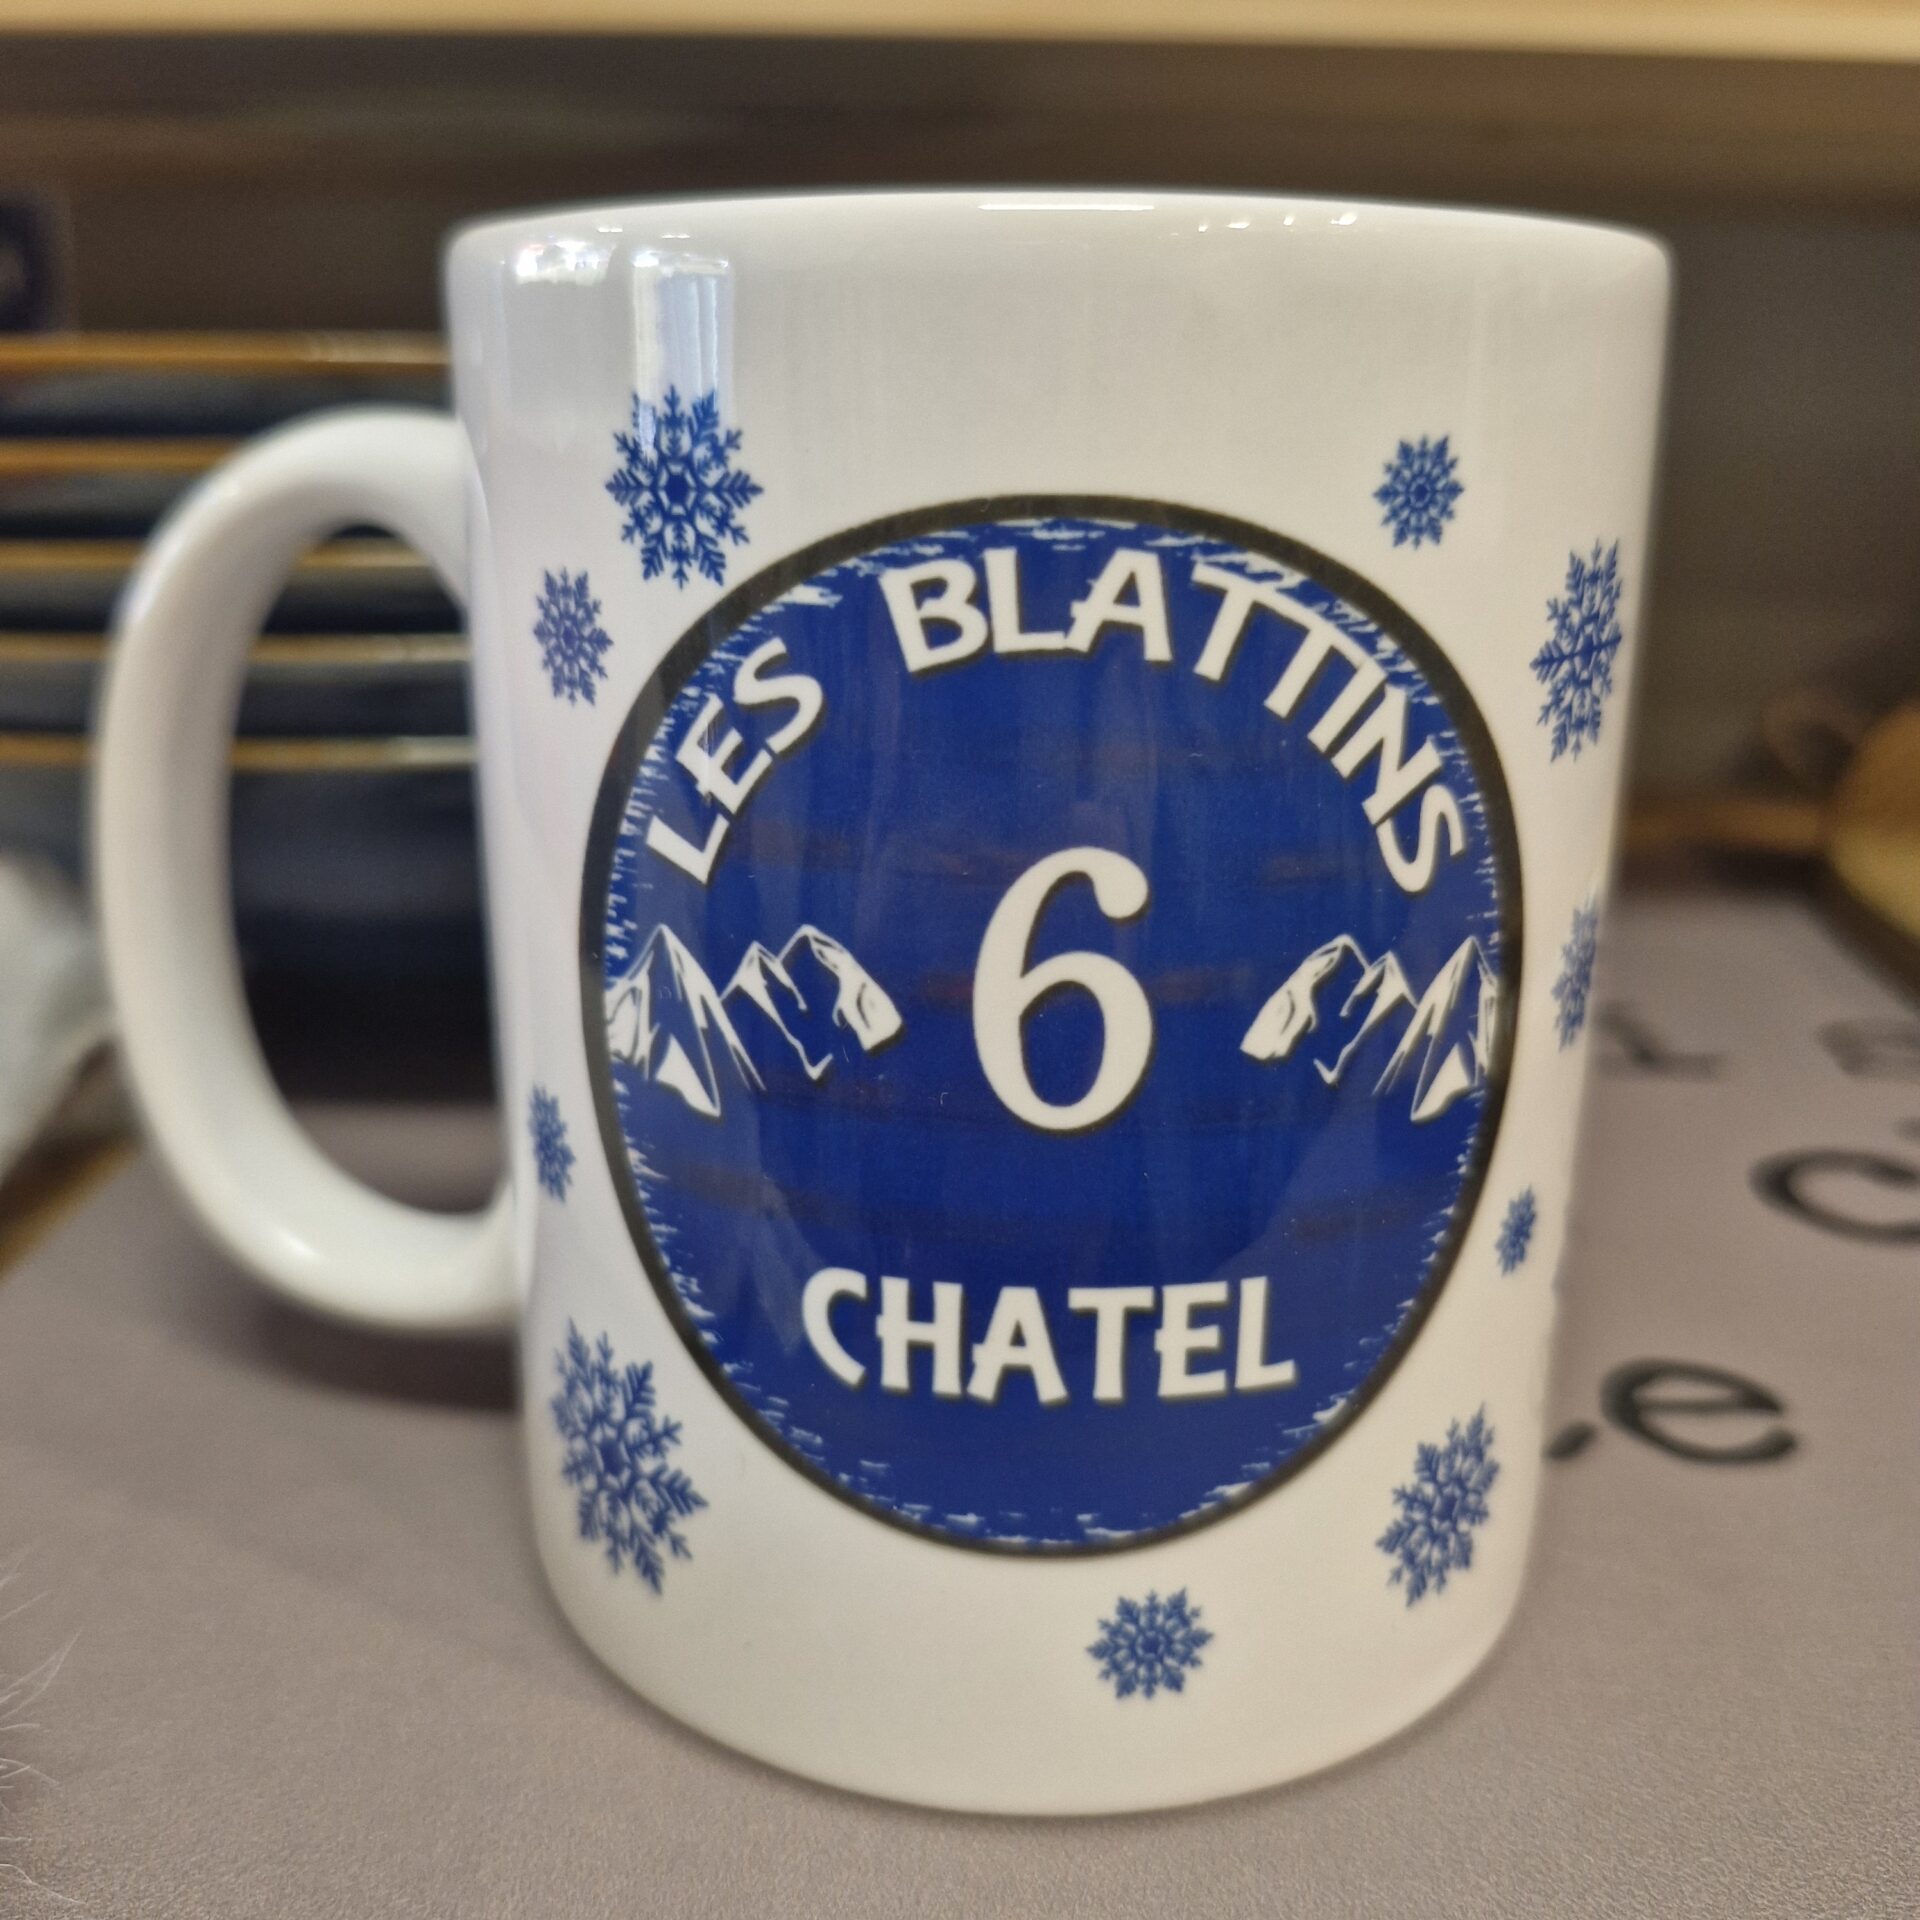 LES BLATTINS
6
CHATEL